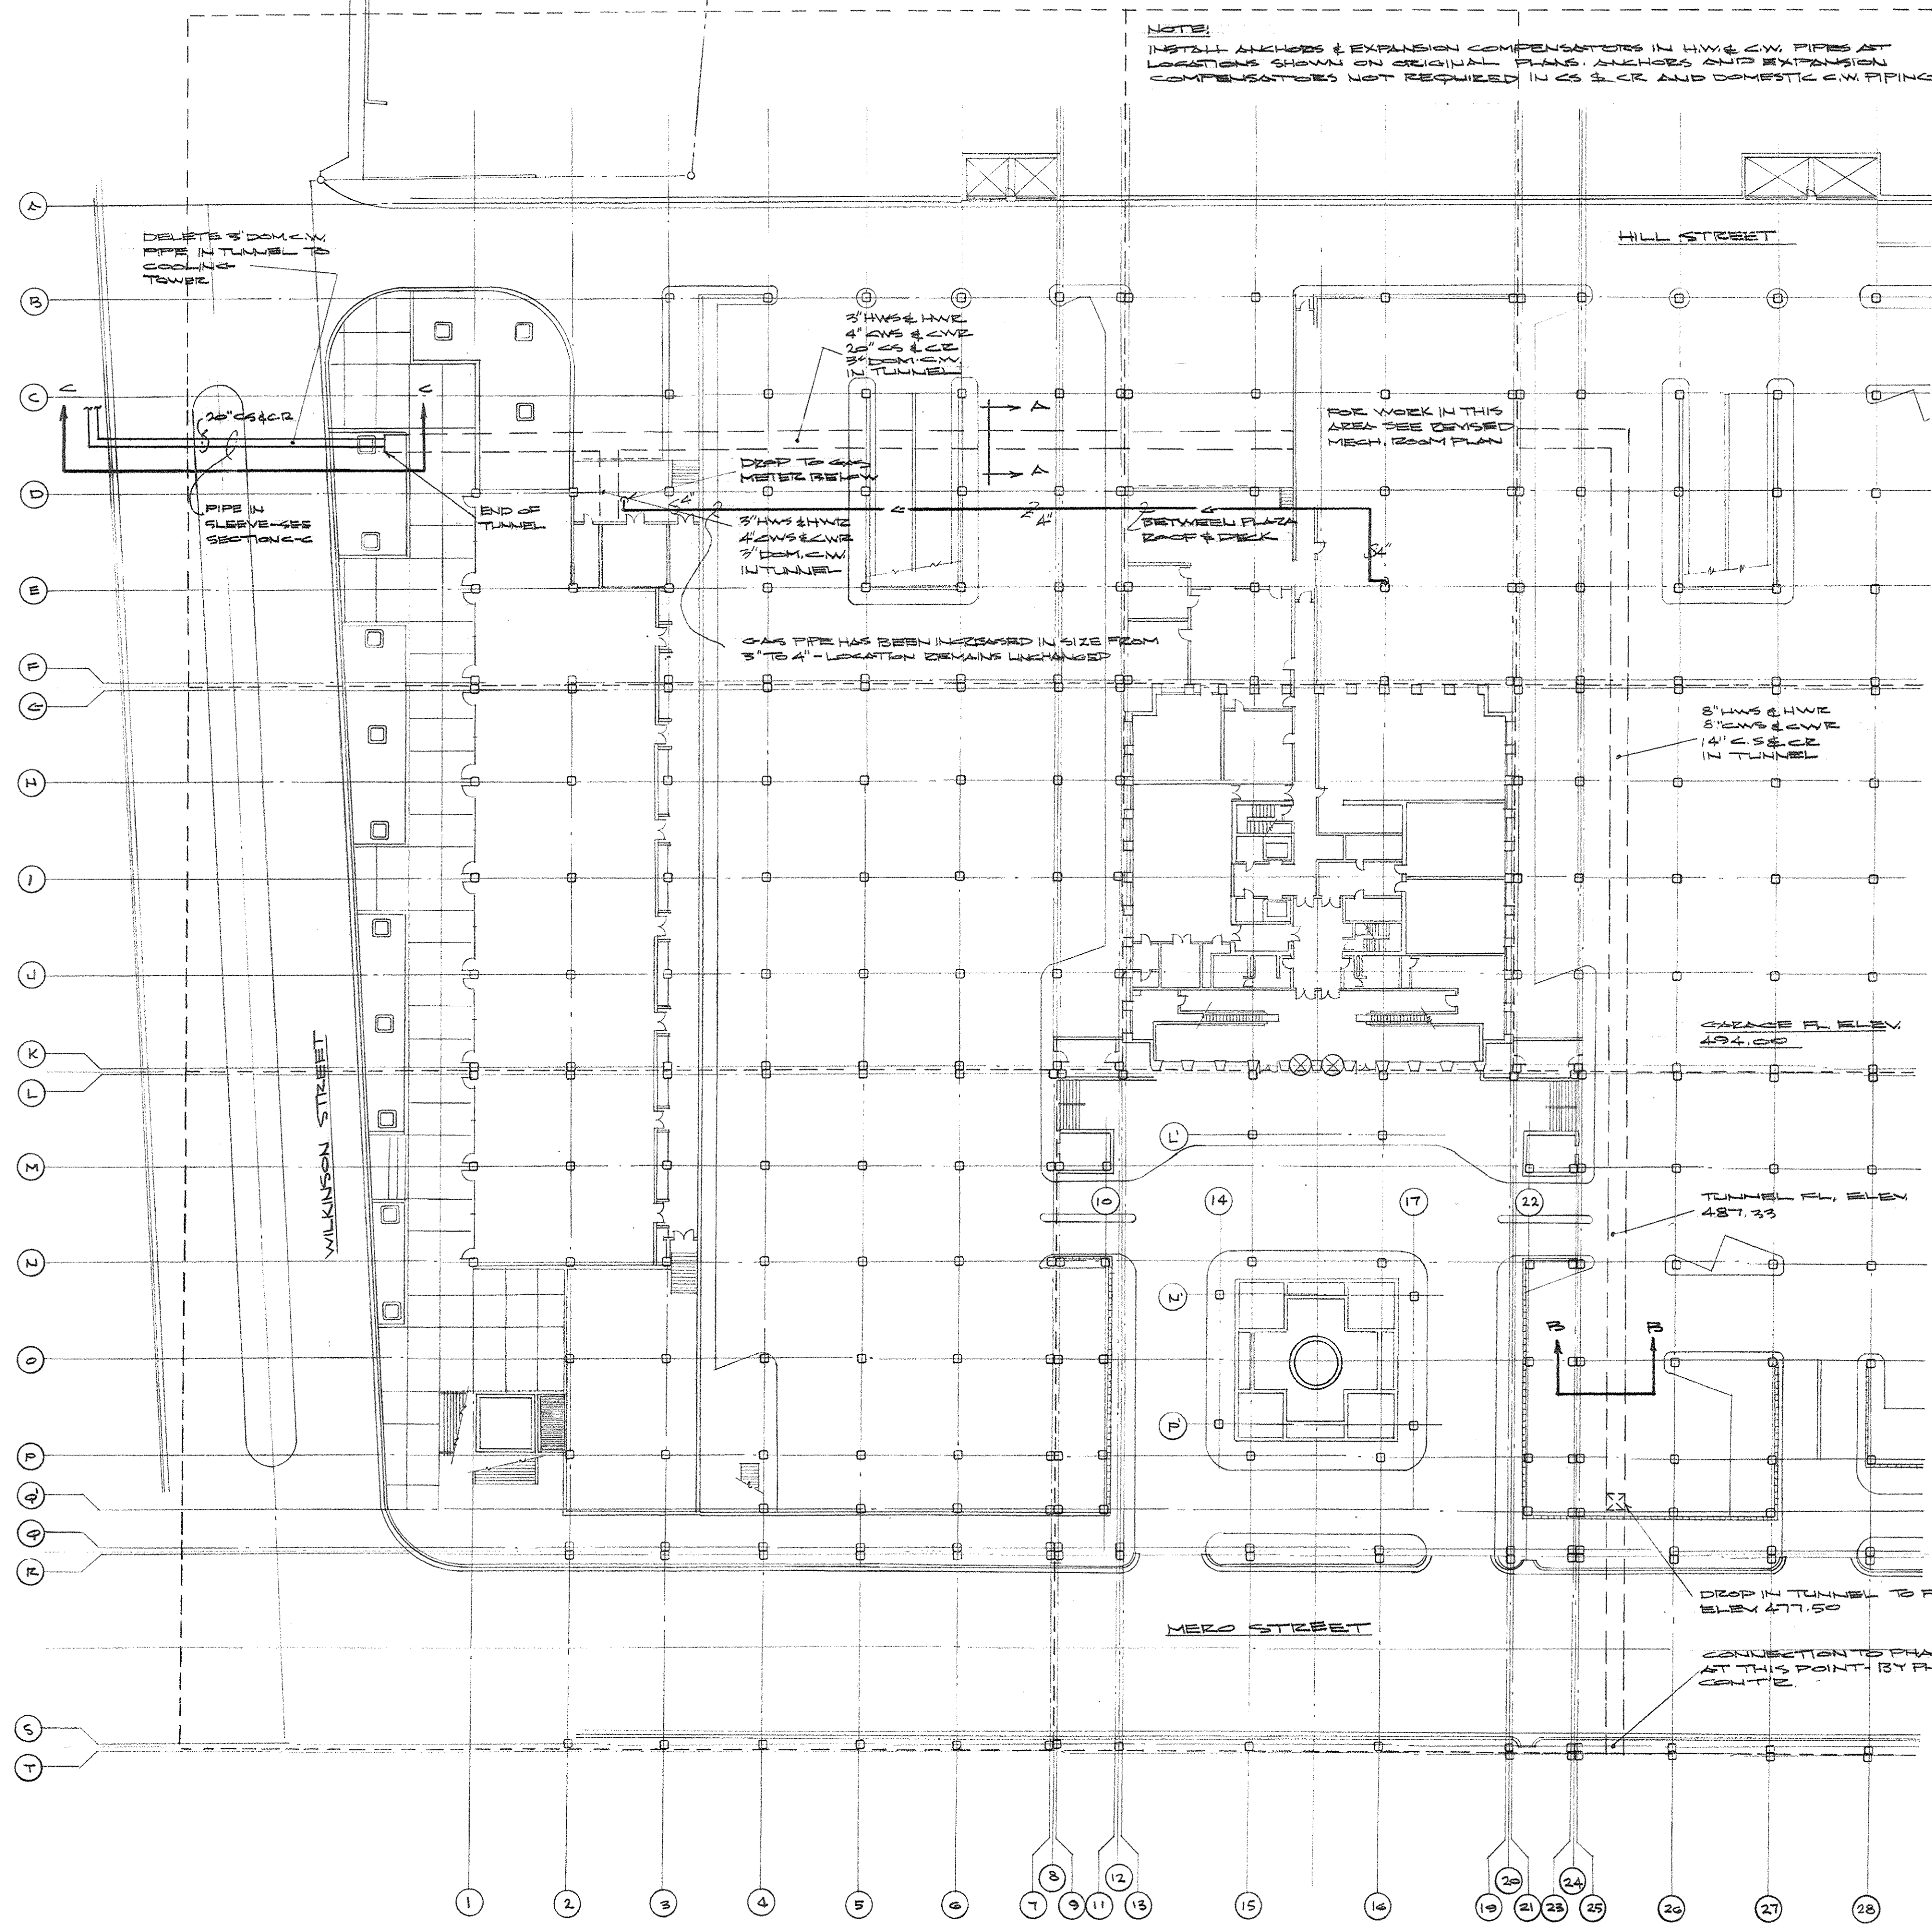 NOTE:
INSTALL ANCHORS & EXPANSION COMPENSATORS IN H.W. & C.W. PIPES AT
LOCATIONS SHOWN ON ORIGINAL PLANS. ANCHORS AND EXPANSION
COMPENSATORS NOT REQUIRED IN CS & CR AND DOMESTIC C.W. PIPING
A
HILL STREET
DELETE 3" DOM. C.W.
PIPE IN TUNNEL TO
COOLING
TOWER
B
3" HWS & HWR
4" CWS & CWR
20" CS & CR
3" DOM. C.W.
IN TUNNEL
C
C
C
20" CS & CR
A
FOR WORK IN THIS
AREA SEE REVISED
MECH. ROOM PLAN
DROP TO GAS
METER BELOW
A
D
PIPE IN
SLEEVE-SEE
SECTION C-C
END OF
TUNNEL
4"
G
4"
G
3" HWS & HWR
4" CWS & CWR
3" DOM. C.W.
IN TUNNEL
BETWEEN PLAZA
ROOF & DECK
4"
E
GAS PIPE HAS BEEN INCREASED IN SIZE FROM
3" TO 4" - LOCATION REMAINS UNCHANGED
F
G
8" HWS & HWR
8" CWS & CWR
14" C.S & CR
IN TUNNEL
H
I
J
WILKINSON STREET
GARAGE FL. ELEV.
494.00
K
L
L'
M
10
14
17
22
TUNNEL FL. ELEV.
487.33
N
N'
B
B
O
P'
P
Q'
Q
R
DROP IN TUNNEL TO F
ELEV. 477.50
MERO STREET
CONNECTION TO PHA
AT THIS POINT - BY PH
CONT'R.
S
T
1
2
3
4
5
6
7
8
9
11
12
13
15
16
19
20
21
23
24
25
26
27
28